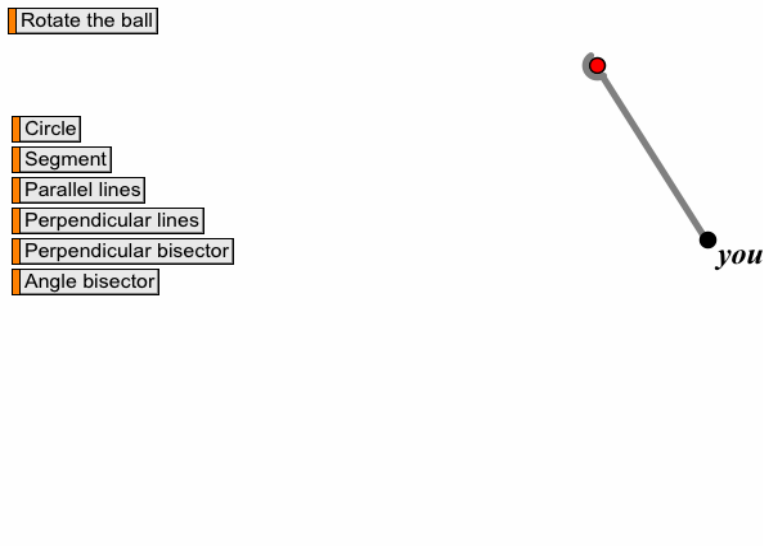 Rotate the ball
Circle
Segment
Parallel lines
Perpendicular lines
Perpendicular bisector
Angle bisector
you